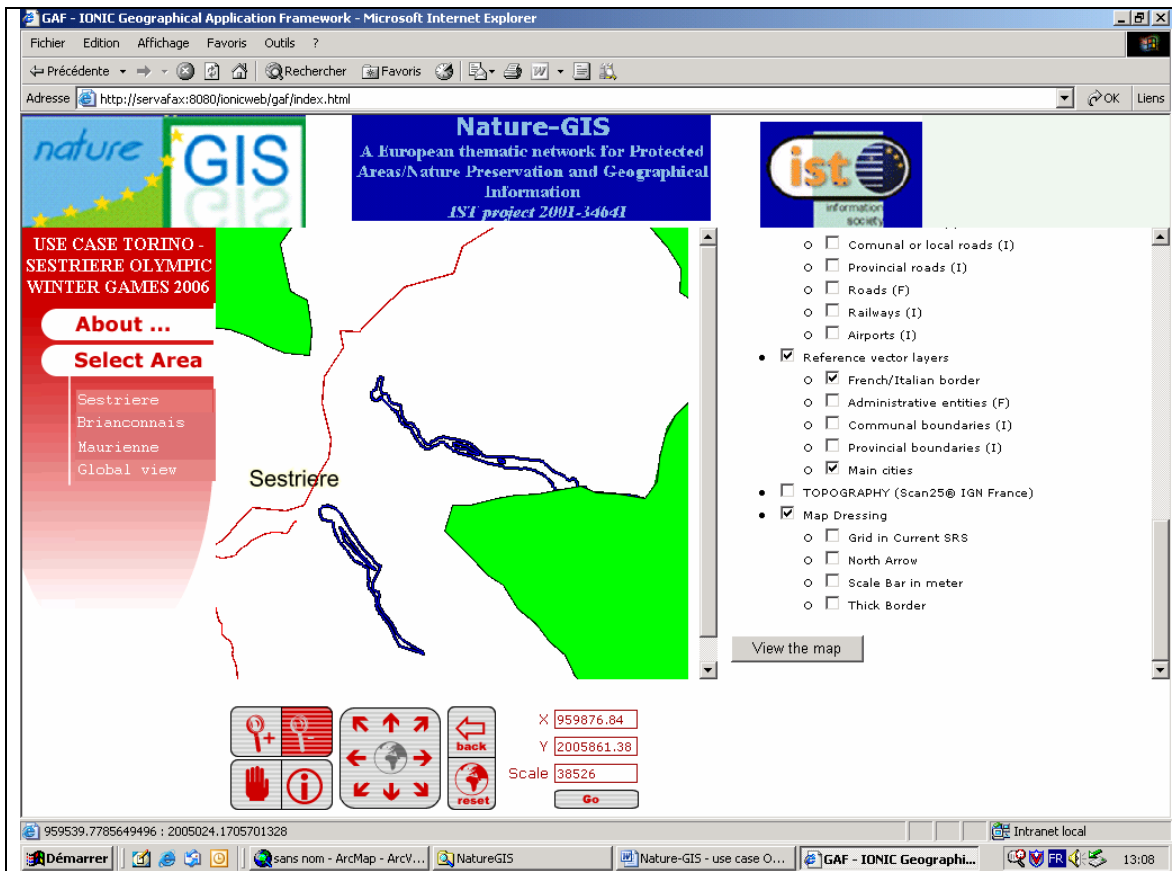 GAF - IONIC Geographical Application Framework - Microsoft Internet Explorer
Fichier Edition Affichage Favoris Outils ?
Précédente Rechercher Favoris
Adresse http://servafax:8080/ionicweb/gaf/index.html OK Liens
nature GIS
Nature-GIS
A European thematic network for Protected
Areas/Nature Preservation and Geographical
Information
IST project 2001-34641
ist
information
society
USE CASE TORINO -
SESTRIERE OLYMPIC
WINTER GAMES 2006
About ...
Select Area
Sestriere
Brianconnais
Maurienne
Global view
Sestriere
Comunal or local roads (I)
Provincial roads (I)
Roads (F)
Railways (I)
Airports (I)
Reference vector layers
French/Italian border
Administrative entities (F)
Communal boundaries (I)
Provincial boundaries (I)
Main cities
TOPOGRAPHY (Scan25® IGN France)
Map Dressing
Grid in Current SRS
North Arrow
Scale Bar in meter
Thick Border
View the map
back
reset
X 959876.84
Y 2005861.38
Scale 38526
Go
959539.7785649496 : 2005024.1705701328
Intranet local
Démarrer
sans nom - ArcMap - ArcV...
NatureGIS
Nature-GIS - use case O...
GAF - IONIC Geographi...
FR
13:08